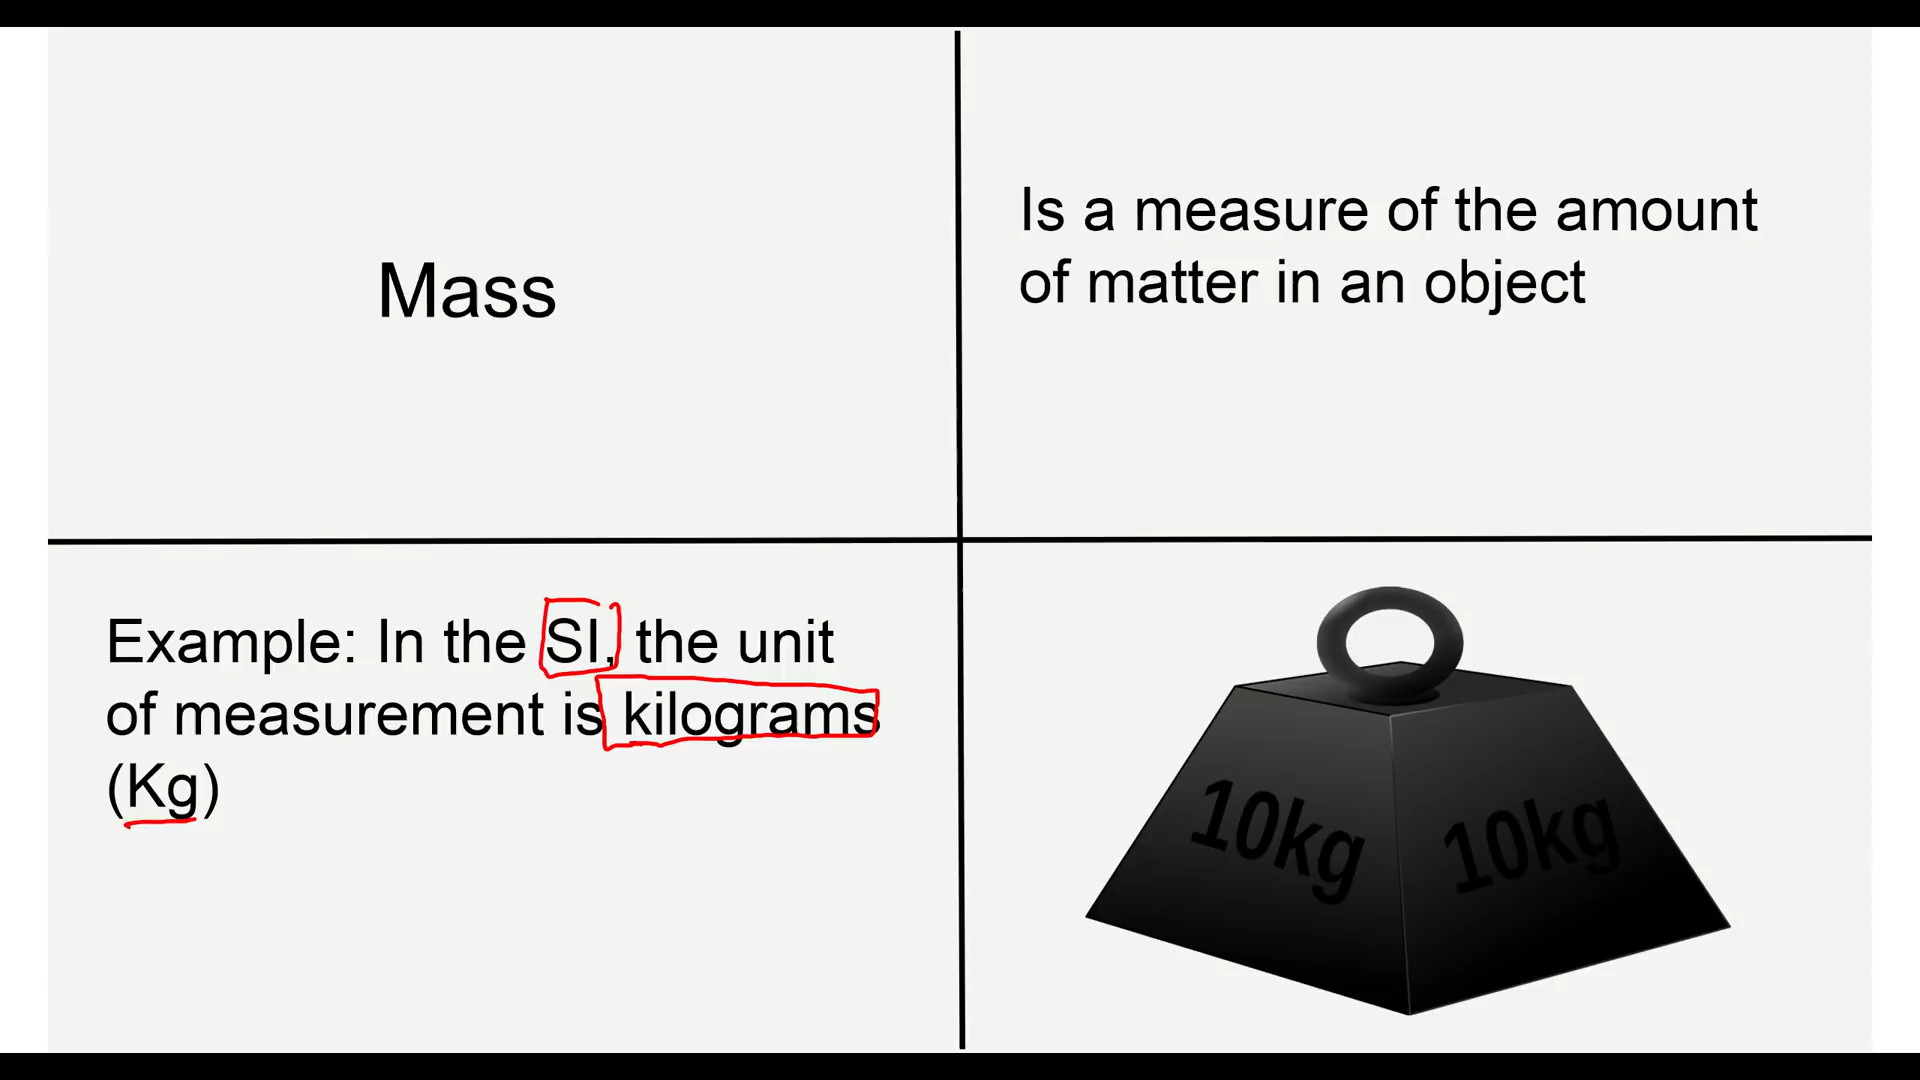 Mass
Is a measure of the amount
of matter in an object
Example: In the SI, the unit
of measurement is kilograms
(Kg)
10kg
10kg